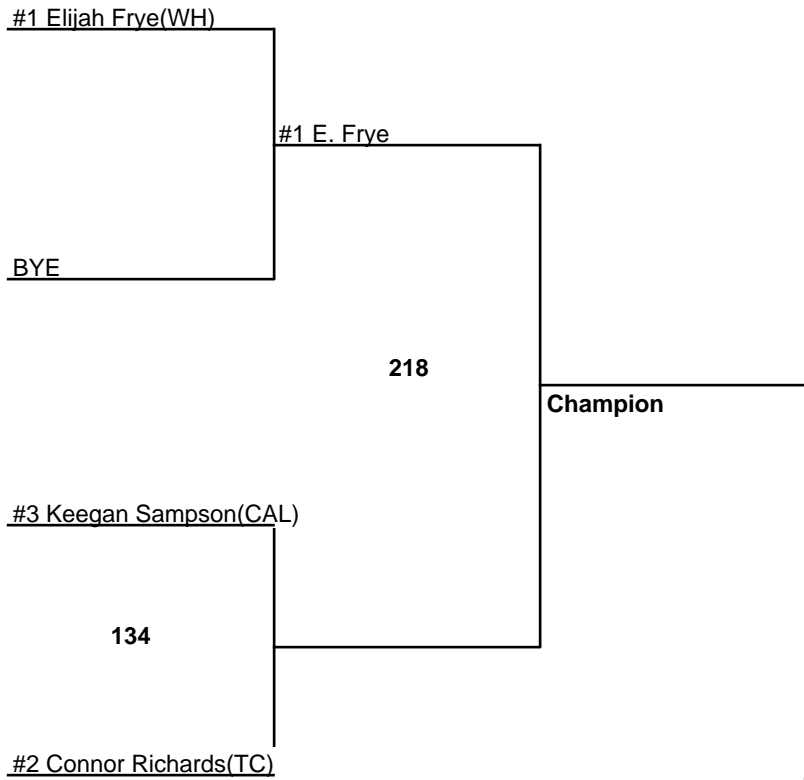 #1 Elijah Frye(WH)
#1 E. Frye
BYE
218
Champion
#3 Keegan Sampson(CAL)
134
#2 Connor Richards(TC)